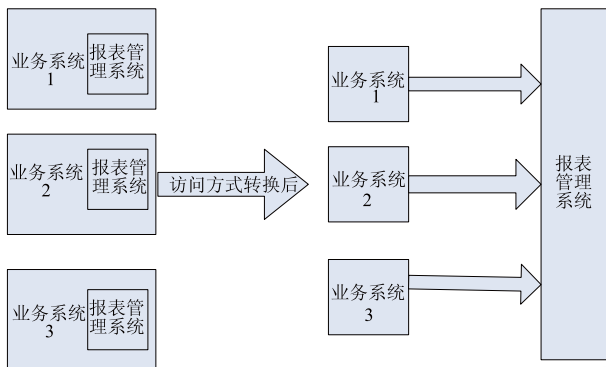 业务系统
1
报表管
理系统
业务系统
2
报表管
理系统
业务系统
3
报表管
理系统
访问方式转换后
业务系统
1
业务系统
2
业务系统
3
报表
管理
系统